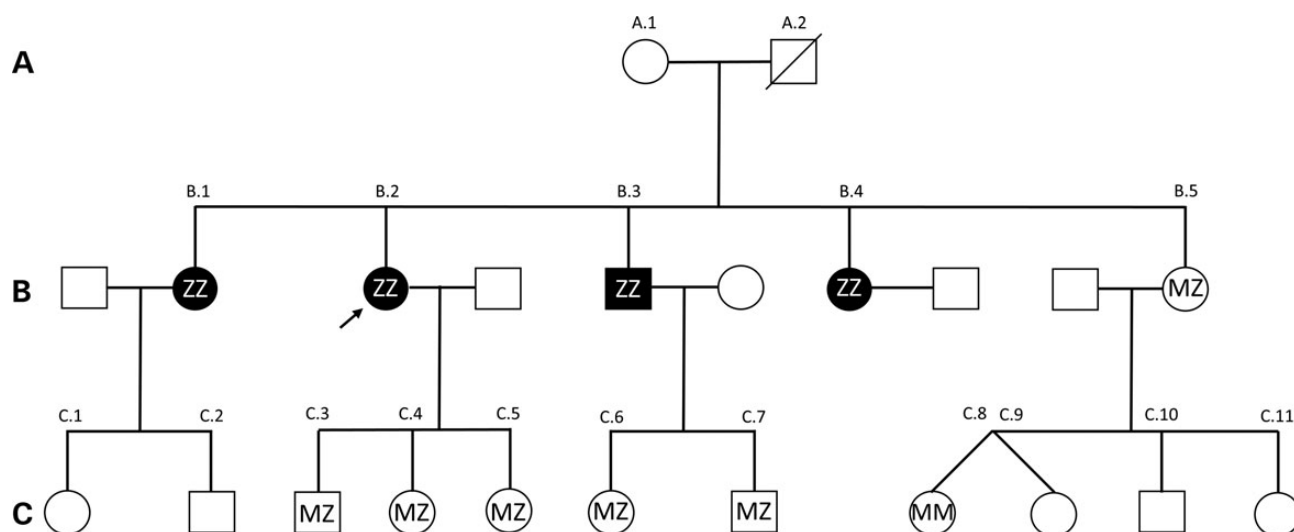 A.1 A.2
A
B.1 B.2 B.3 B.4 B.5
B ZZ ZZ ZZ ZZ MZ
C.1 C.2 C.3 C.4 C.5 C.6 C.7 C.8 C.9 C.10 C.11
C MZ MZ MZ MZ MZ MM